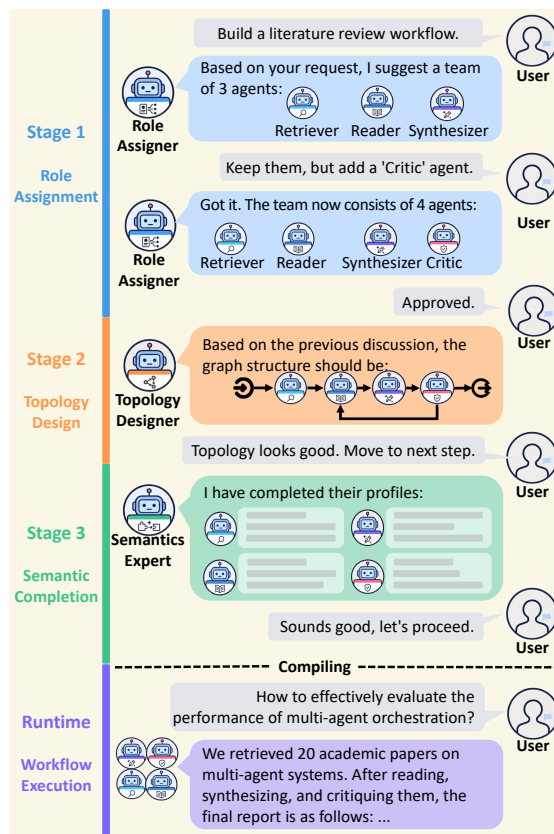 Build a literature review workflow.
User
Based on your request, I suggest a team
of 3 agents:
Retriever Reader Synthesizer
Role
Assigner
Stage 1
Role
Assignment
Keep them, but add a 'Critic' agent.
User
Got it. The team now consists of 4 agents:
Retriever Reader Synthesizer Critic
Role
Assigner
Approved.
User
Stage 2
Topology
Design
Based on the previous discussion, the
graph structure should be:
Topology
Designer
Topology looks good. Move to next step.
User
Stage 3
Semantic
Completion
I have completed their profiles:
Semantics
Expert
Sounds good, let's proceed.
User
Compiling
Runtime
Workflow
Execution
How to effectively evaluate the
performance of multi-agent orchestration?
User
We retrieved 20 academic papers on
multi-agent systems. After reading,
synthesizing, and critiquing them, the
final report is as follows: ...